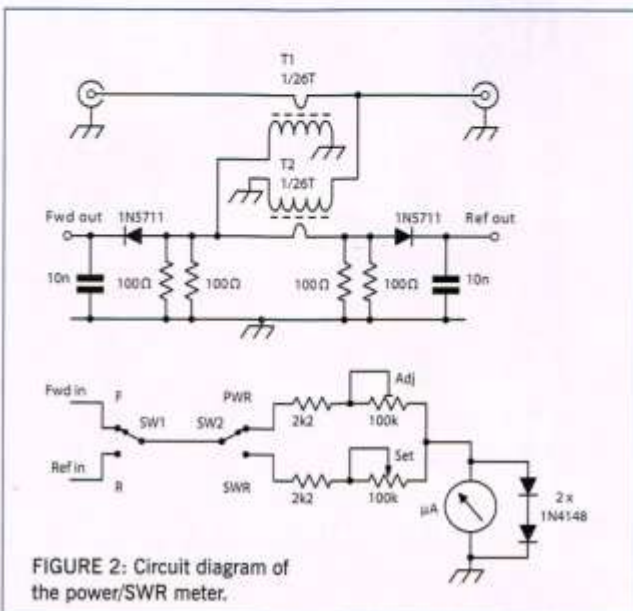 T1
1/26T
T2
1/26T
Fwd out
1N5711
1N5711
Ref out
10n
100Ω
100Ω
100Ω
100Ω
10n
Fwd in
F
PWR
Adj
SW1
SW2
2k2
100k
Set
Ref in
R
SWR
2k2
100k
µA
2 x
1N4148
FIGURE 2: Circuit diagram of
the power/SWR meter.